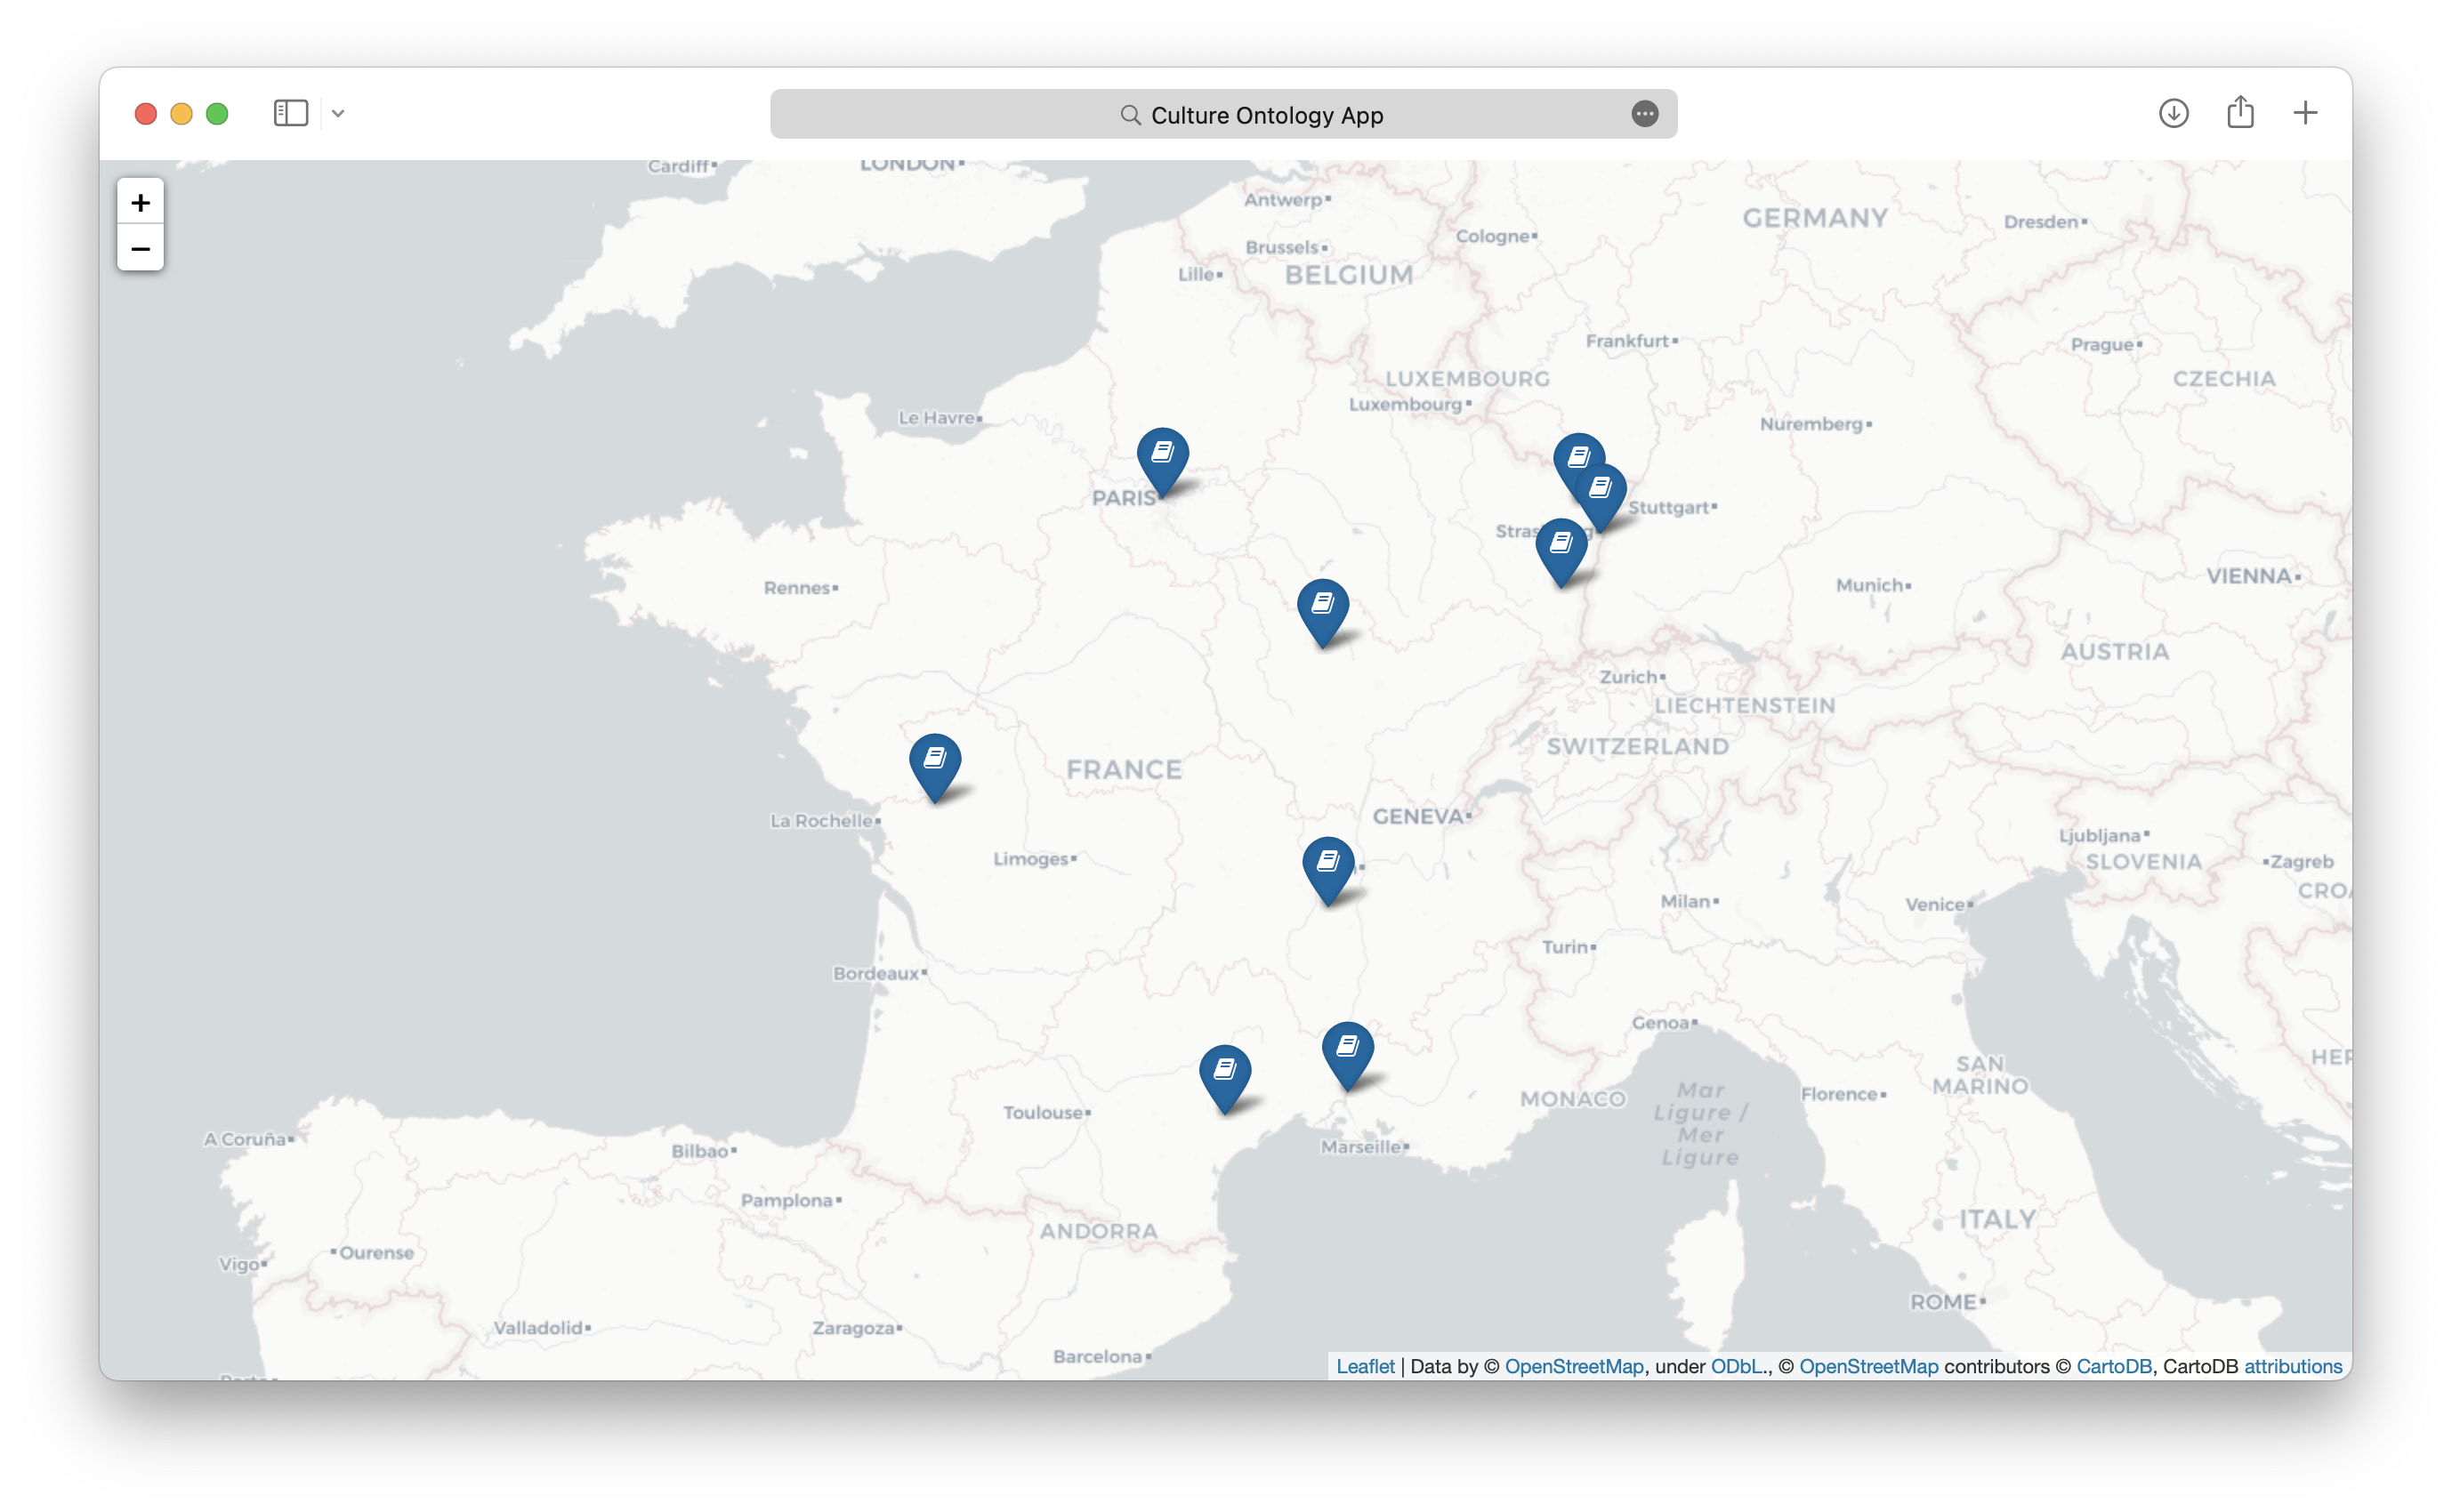 Culture Ontology App
+
−
Cardiff
LONDON
Antwerp
GERMANY
Dresden
Cologne
Brussels
Lille
BELGIUM
Frankfurt
Prague
LUXEMBOURG
CZECHIA
Luxembourg
Le Havre
Nuremberg
PARIS
Stuttgart
Rennes
Munich
VIENNA
AUSTRIA
Zurich
LIECHTENSTEIN
SWITZERLAND
FRANCE
La Rochelle
GENEVA
Ljubljana
Limoges
SLOVENIA
Zagreb
CROA
Milan
Venice
Turin
Bordeaux
Genoa
HER
SAN
MARINO
Mar
Ligure /
Mer
Ligure
MONACO
Florence
Toulouse
A Coruña
Marseille
Bilbao
Pamplona
ITALY
ANDORRA
Ourense
Vigo
ROME
Valladolid
Zaragoza
Barcelona
Leaflet | Data by © OpenStreetMap, under ODbL., © OpenStreetMap contributors © CartoDB, CartoDB attributions